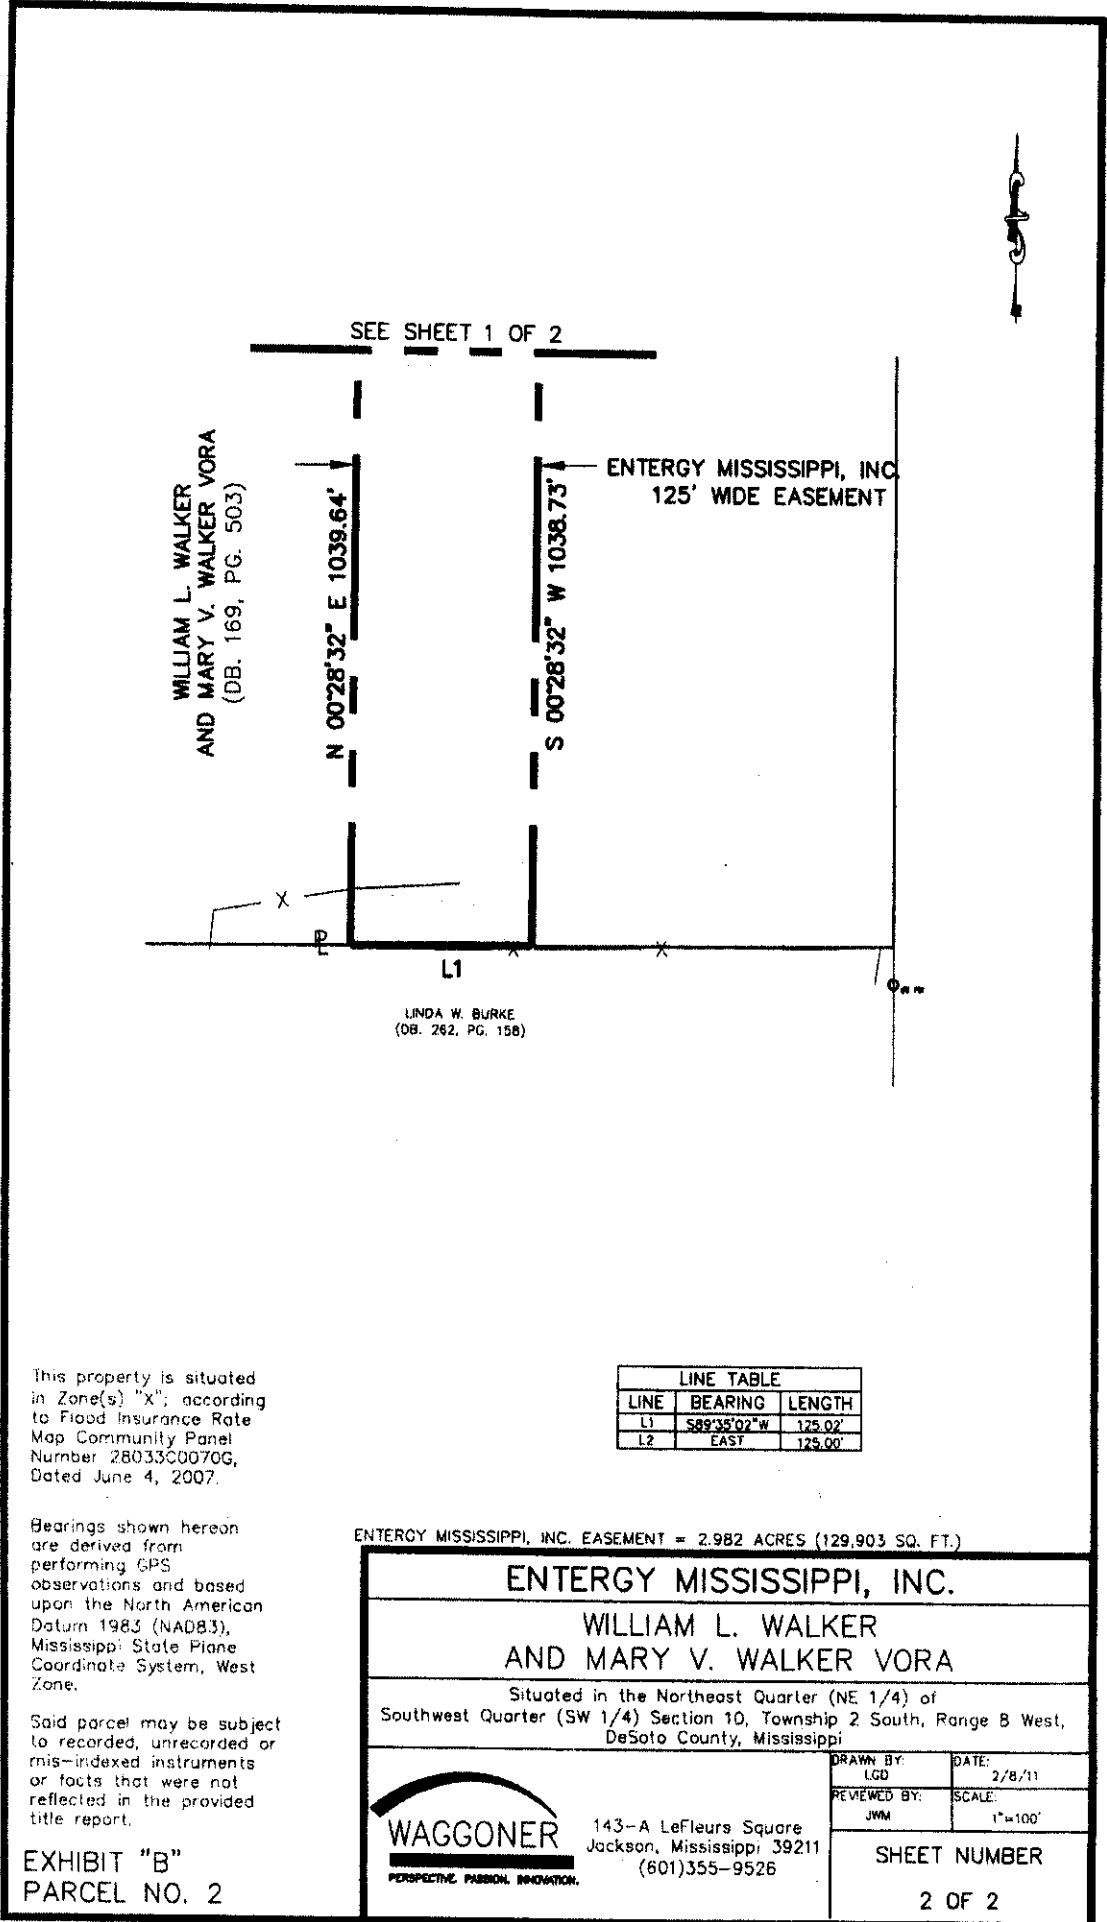 SEE SHEET 1 OF 2
WILLIAM L. WALKER
AND MARY V. WALKER VORA
(DB. 169, PG. 503)
N 00°28'32" E 1039.64'
S 00°28'32" W 1038.73'
ENTERGY MISSISSIPPI, INC
125' WIDE EASEMENT
X
PL
X
X
L1
LINDA W. BURKE
(DB. 262, PG. 158)
This property is situated
in Zone(s) "X"; according
to Flood Insurance Rate
Map Community Panel
Number 28033C0070G,
Dated June 4, 2007.
LINE TABLE
LINE BEARING LENGTH
L1 S89°35'02"W 125.02'
L2 EAST 125.00'
Bearings shown hereon
are derived from
performing GPS
observations and based
upon the North American
Datum 1983 (NAD83),
Mississippi State Plane
Coordinate System, West
Zone.
Said parcel may be subject
to recorded, unrecorded or
mis-indexed instruments
or facts that were not
reflected in the provided
title report.
EXHIBIT "B"
PARCEL NO. 2
ENTERGY MISSISSIPPI, INC. EASEMENT = 2.982 ACRES (129,903 SQ. FT.)
ENTERGY MISSISSIPPI, INC.
WILLIAM L. WALKER
AND MARY V. WALKER VORA
Situated in the Northeast Quarter (NE 1/4) of
Southwest Quarter (SW 1/4) Section 10, Township 2 South, Range 8 West,
DeSoto County, Mississippi
WAGGONER
PERSPECTIVE. PASSION. INNOVATION.
143-A LeFleurs Square
Jackson, Mississippi 39211
(601)355-9526
DRAWN BY:
LGD
DATE:
2/8/11
REVIEWED BY:
JWM
SCALE:
1"=100'
SHEET NUMBER
2 OF 2